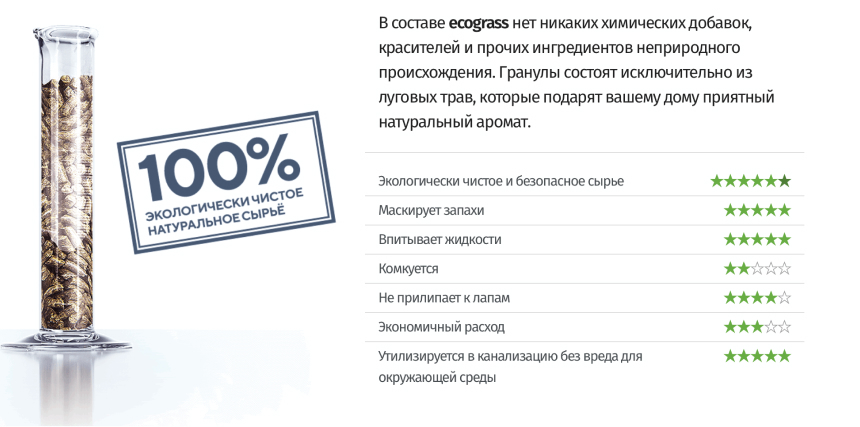 В составе ecograss нет никаких химических добавок,
красителей и прочих ингредиентов неприродного
происхождения. Гранулы состоят исключительно из
луговых трав, которые подарят вашему дому приятный
натуральный аромат.
100%
ЭКОЛОГИЧЕСКИ ЧИСТОЕ
НАТУРАЛЬНОЕ СЫРЬЁ
Экологически чистое и безопасное сырье
Маскирует запахи
Впитывает жидкости
Комкуется
Не прилипает к лапам
Экономичный расход
Утилизируется в канализацию без вреда для
окружающей среды